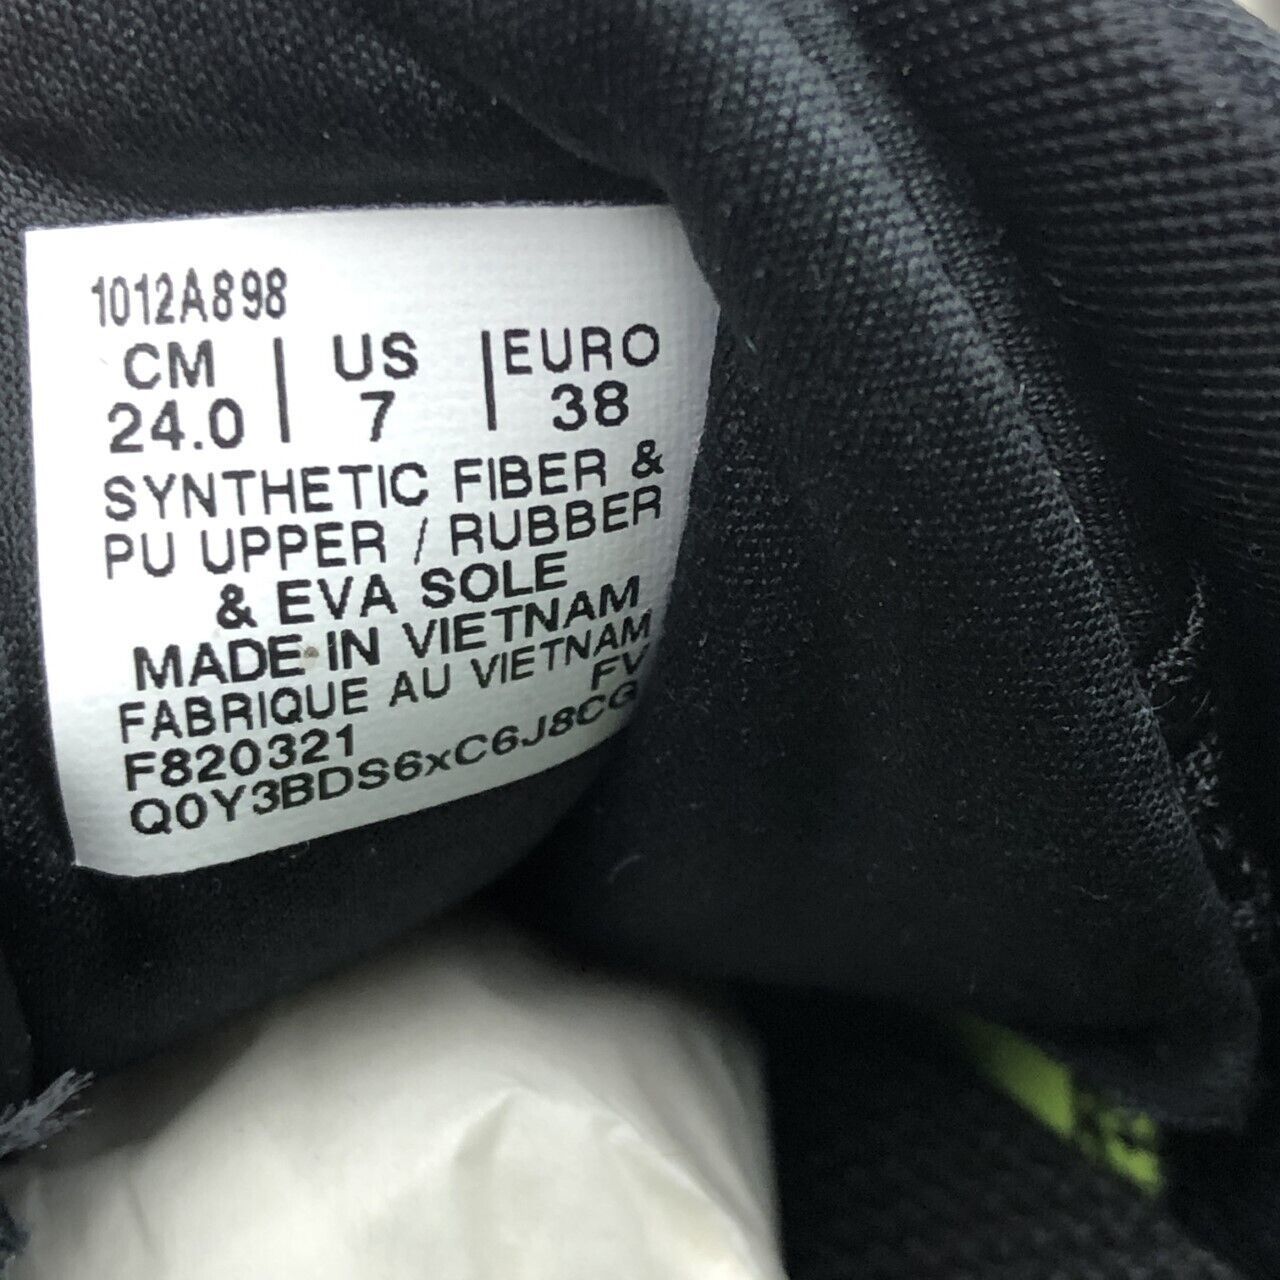 1012A898
CM | US | EURO
24.0 | 7 | 38
SYNTHETIC FIBER &
PU UPPER / RUBBER
& EVA SOLE
MADE IN VIETNAM
FABRIQUE AU VIETNAM
FV
F820321
Q0Y3BDS6xC6J8CG